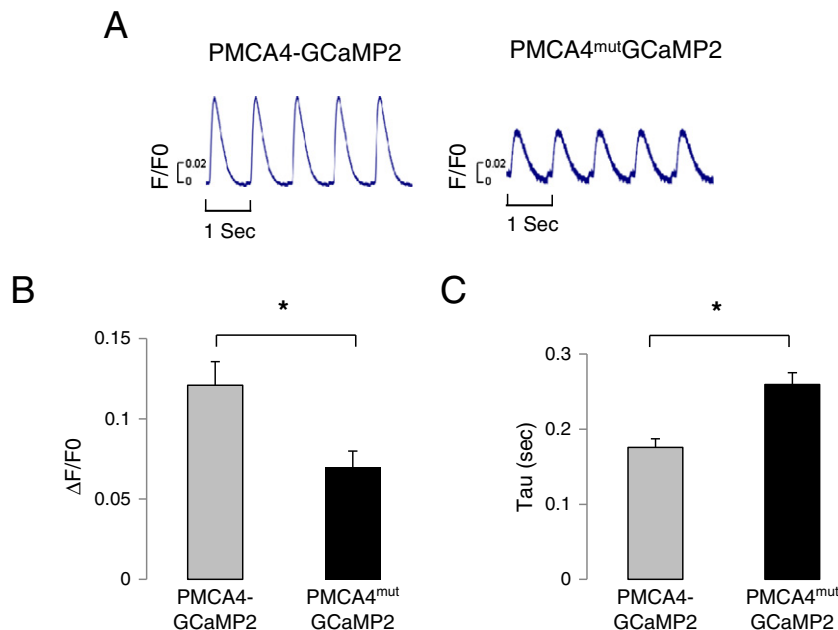 A
PMCA4-GCaMP2
PMCA4mutGCaMP2
F/F0
0.02
0
1 Sec
F/F0
0.02
0
1 Sec
B
*
0.15
0.1
0.05
0
ΔF/F0
PMCA4-
GCaMP2
PMCA4mut
GCaMP2
C
*
0.3
0.2
0.1
0
Tau (sec)
PMCA4-
GCaMP2
PMCA4mut
GCaMP2